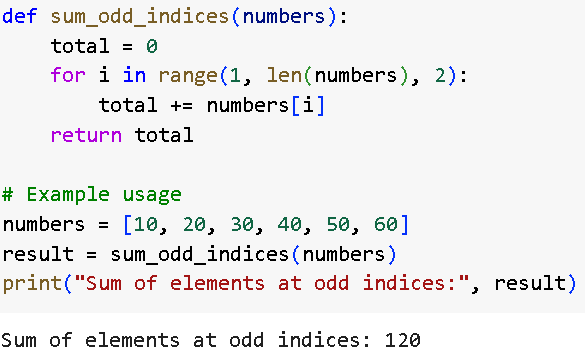 def sum_odd_indices(numbers):
    total = 0
    for i in range(1, len(numbers), 2):
        total += numbers[i]
    return total

# Example usage
numbers = [10, 20, 30, 40, 50, 60]
result = sum_odd_indices(numbers)
print("Sum of elements at odd indices:", result)

Sum of elements at odd indices: 120